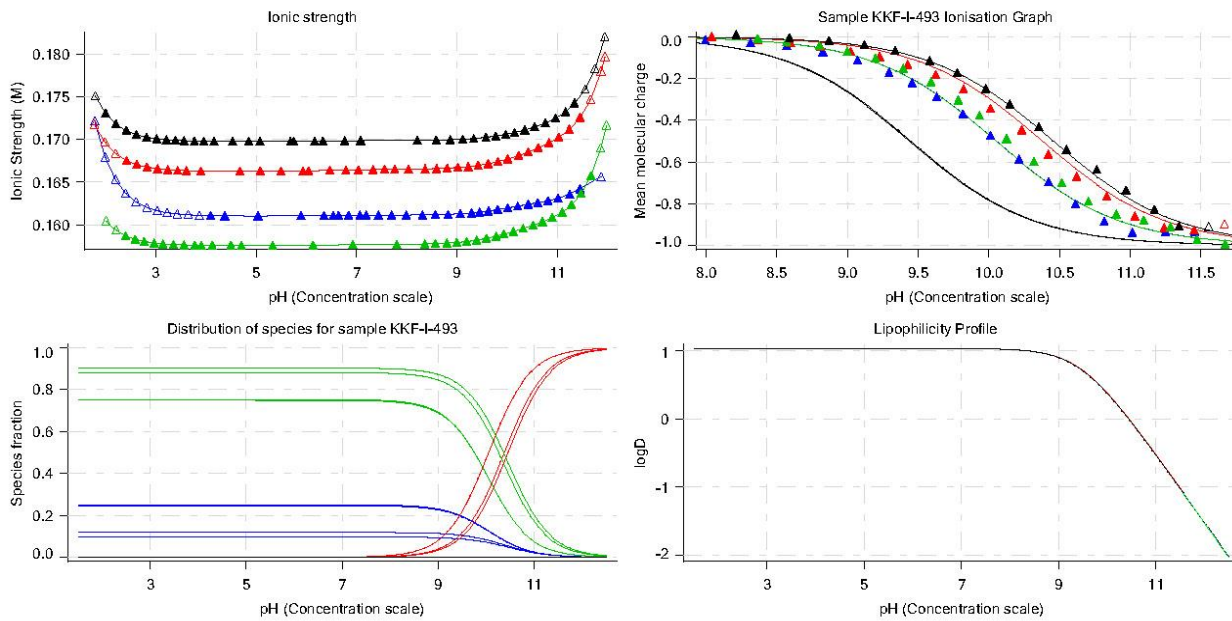 Ionic strength
0.180
0.175
0.170
0.165
0.160
Ionic Strength (M)
3 5 7 9 11
pH (Concentration scale)
Sample KKF-I-493 Ionisation Graph
0.0
-0.2
-0.4
-0.6
-0.8
-1.0
Mean molecular charge
8.0 8.5 9.0 9.5 10.0 10.5 11.0 11.5
pH (Concentration scale)
Distribution of species for sample KKF-I-493
1.0
0.8
0.6
0.4
0.2
0.0
Species fraction
3 5 7 9 11
pH (Concentration scale)
Lipophilicity Profile
1
0
-1
-2
logD
3 5 7 9 11
pH (Concentration scale)